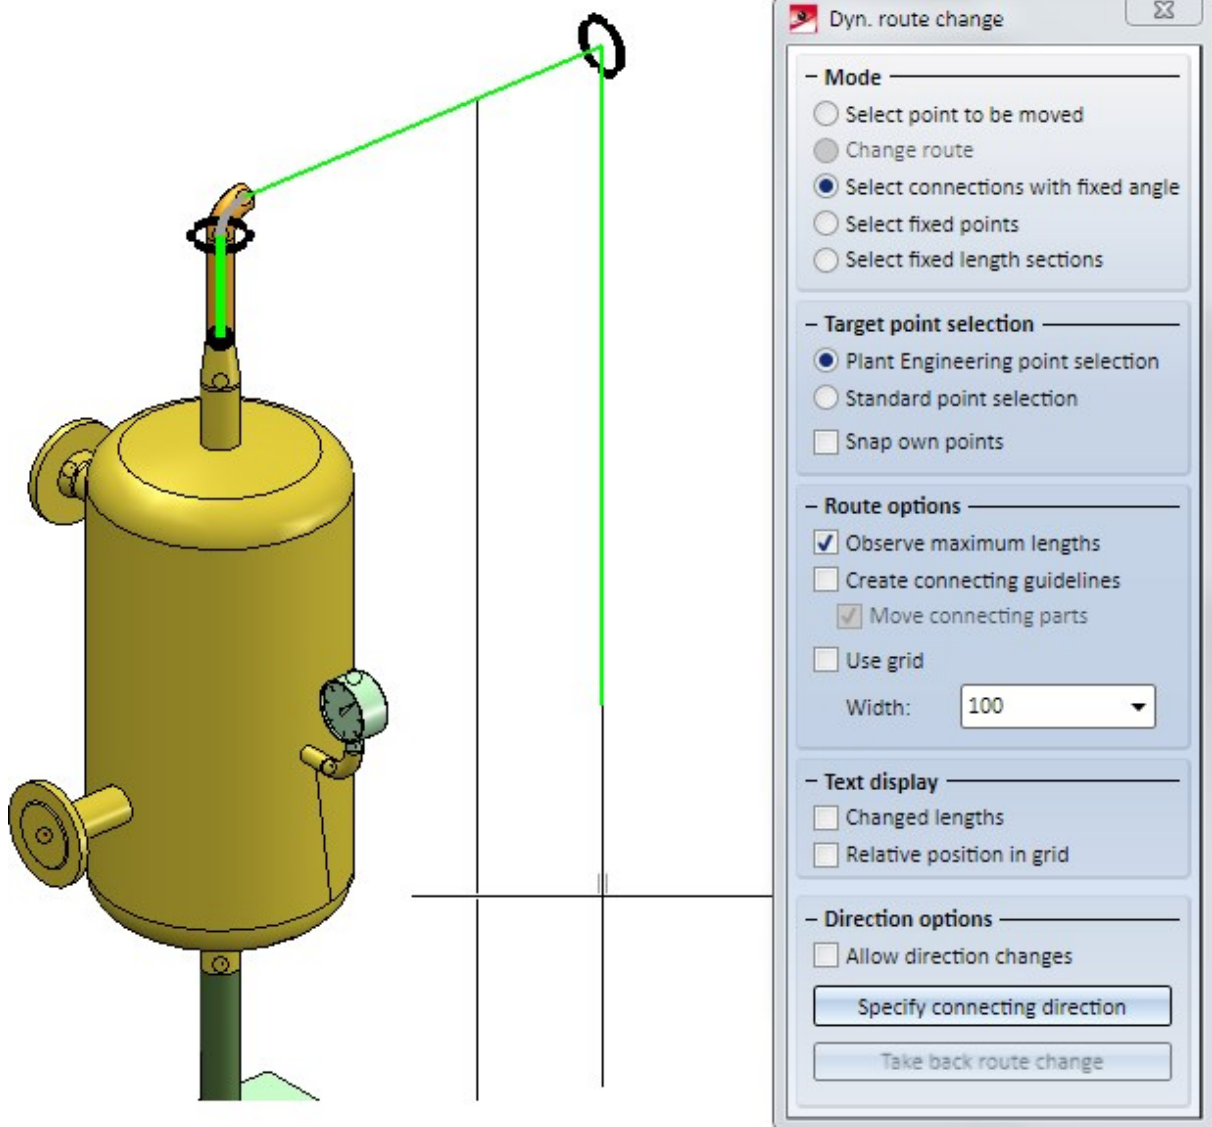 Dyn. route change
Mode
Select point to be moved
Change route
Select connections with fixed angle
Select fixed points
Select fixed length sections
Target point selection
Plant Engineering point selection
Standard point selection
Snap own points
Route options
Observe maximum lengths
Create connecting guidelines
Move connecting parts
Use grid
Width: 100
Text display
Changed lengths
Relative position in grid
Direction options
Allow direction changes
Specify connecting direction
Take back route change